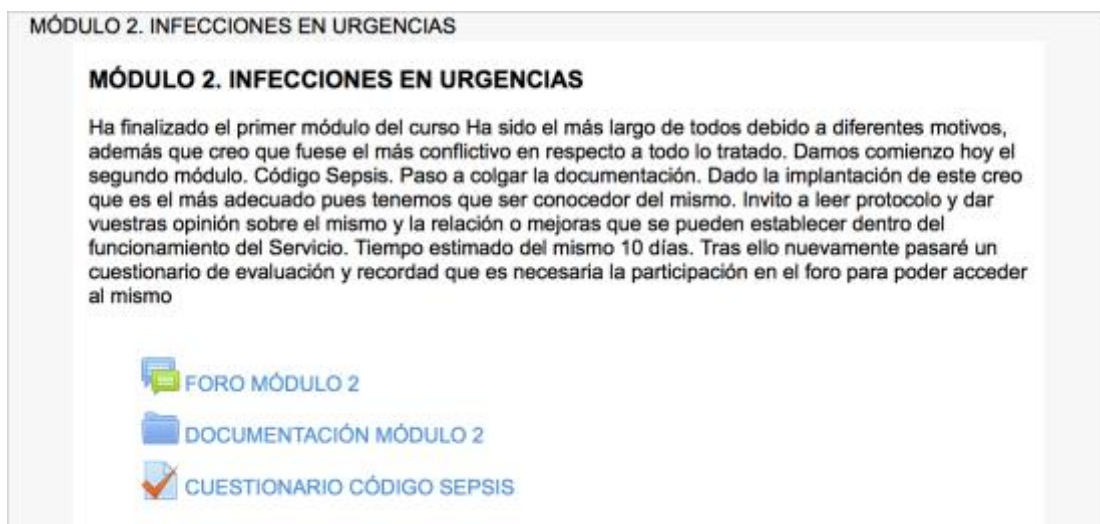 MÓDULO 2. INFECCIONES EN URGENCIAS
MÓDULO 2. INFECCIONES EN URGENCIAS
Ha finalizado el primer módulo del curso Ha sido el más largo de todos debido a diferentes motivos,
además que creo que fuese el más conflictivo en respecto a todo lo tratado. Damos comienzo hoy el
segundo módulo. Código Sepsis. Paso a colgar la documentación. Dado la implantación de este creo
que es el más adecuado pues tenemos que ser conocedor del mismo. Invito a leer protocolo y dar
vuestras opinión sobre el mismo y la relación o mejoras que se pueden establecer dentro del
funcionamiento del Servicio. Tiempo estimado del mismo 10 días. Tras ello nuevamente pasaré un
cuestionario de evaluación y recordad que es necesaria la participación en el foro para poder acceder
al mismo
FORO MÓDULO 2
DOCUMENTACIÓN MÓDULO 2
CUESTIONARIO CÓDIGO SEPSIS